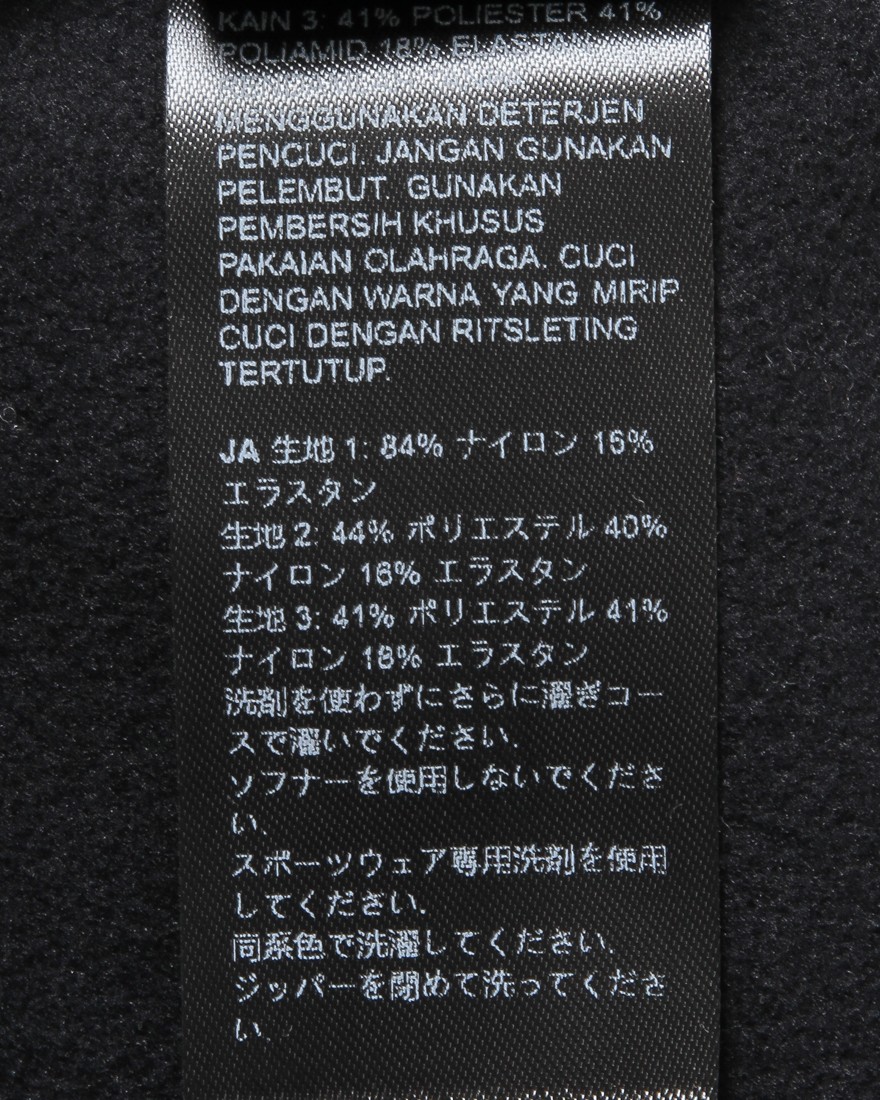 KAIN 3: 41% POLIESTER 41%
POLIAMID 18% ELASTAN
MENGGUNAKAN DETERJEN
PENCUCI. JANGAN GUNAKAN
PELEMBUT. GUNAKAN
PEMBERSIH KHUSUS
PAKAIAN OLAHRAGA. CUCI
DENGAN WARNA YANG MIRIP
CUCI DENGAN RITSLETING
TERTUTUP.
JA 生地 1: 84% ナイロン 16%
エラスタン
生地 2: 44% ポリエステル 40%
ナイロン 16% エラスタン
生地 3: 41% ポリエステル 41%
ナイロン 18% エラスタン
洗剤を使わずにさらに濯ぎコー
スで濯いでください.
ソフナーを使用しないでくださ
い.
スポーツウェア専用洗剤を使用
してください.
同系色で洗濯してください.
ジッパーを閉めて洗ってくださ
い.